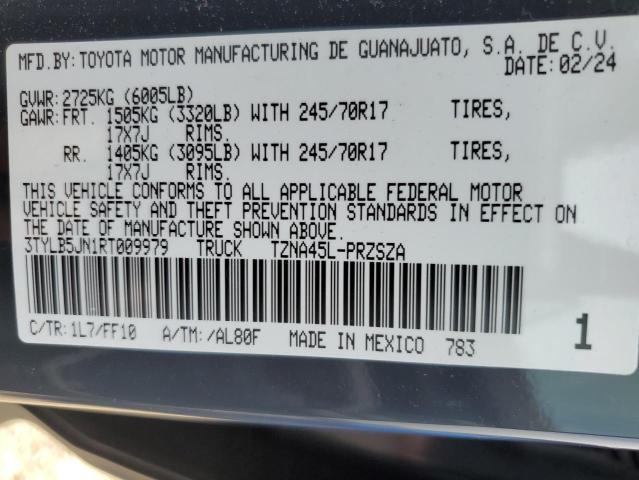 MFD.BY: TOYOTA MOTOR MANUFACTURING DE GUANAJUATO, S.A. DE C.V.
DATE: 02/24
GVWR: 2725KG (6005LB)
GAWR: FRT. 1505KG (3320LB) WITH 245/70R17 TIRES,
17X7J RIMS.
RR. 1405KG (3095LB) WITH 245/70R17 TIRES,
17X7J RIMS.
THIS VEHICLE CONFORMS TO ALL APPLICABLE FEDERAL MOTOR
VEHICLE SAFETY AND THEFT PREVENTION STANDARDS IN EFFECT ON
THE DATE OF MANUFACTURE SHOWN ABOVE.
3TYLB5JN1RT009979 TRUCK TZNA45L-PRZSZA
C/TR: 1L7/FF10 A/TM: /AL80F MADE IN MEXICO 783 1